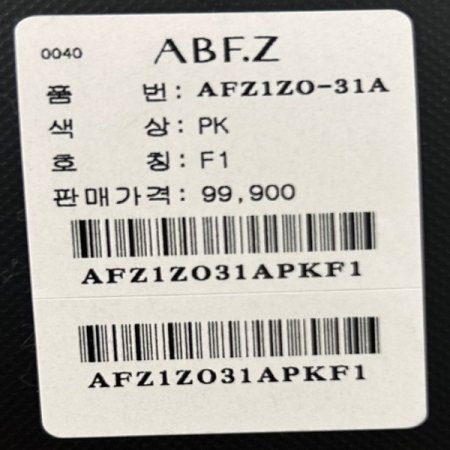 0040 ABF.Z
품 번: AFZ1ZO-31A
색 상: PK
호 칭: F1
판매가격: 99,900
AFZ1ZO31APKF1
AFZ1ZO31APKF1